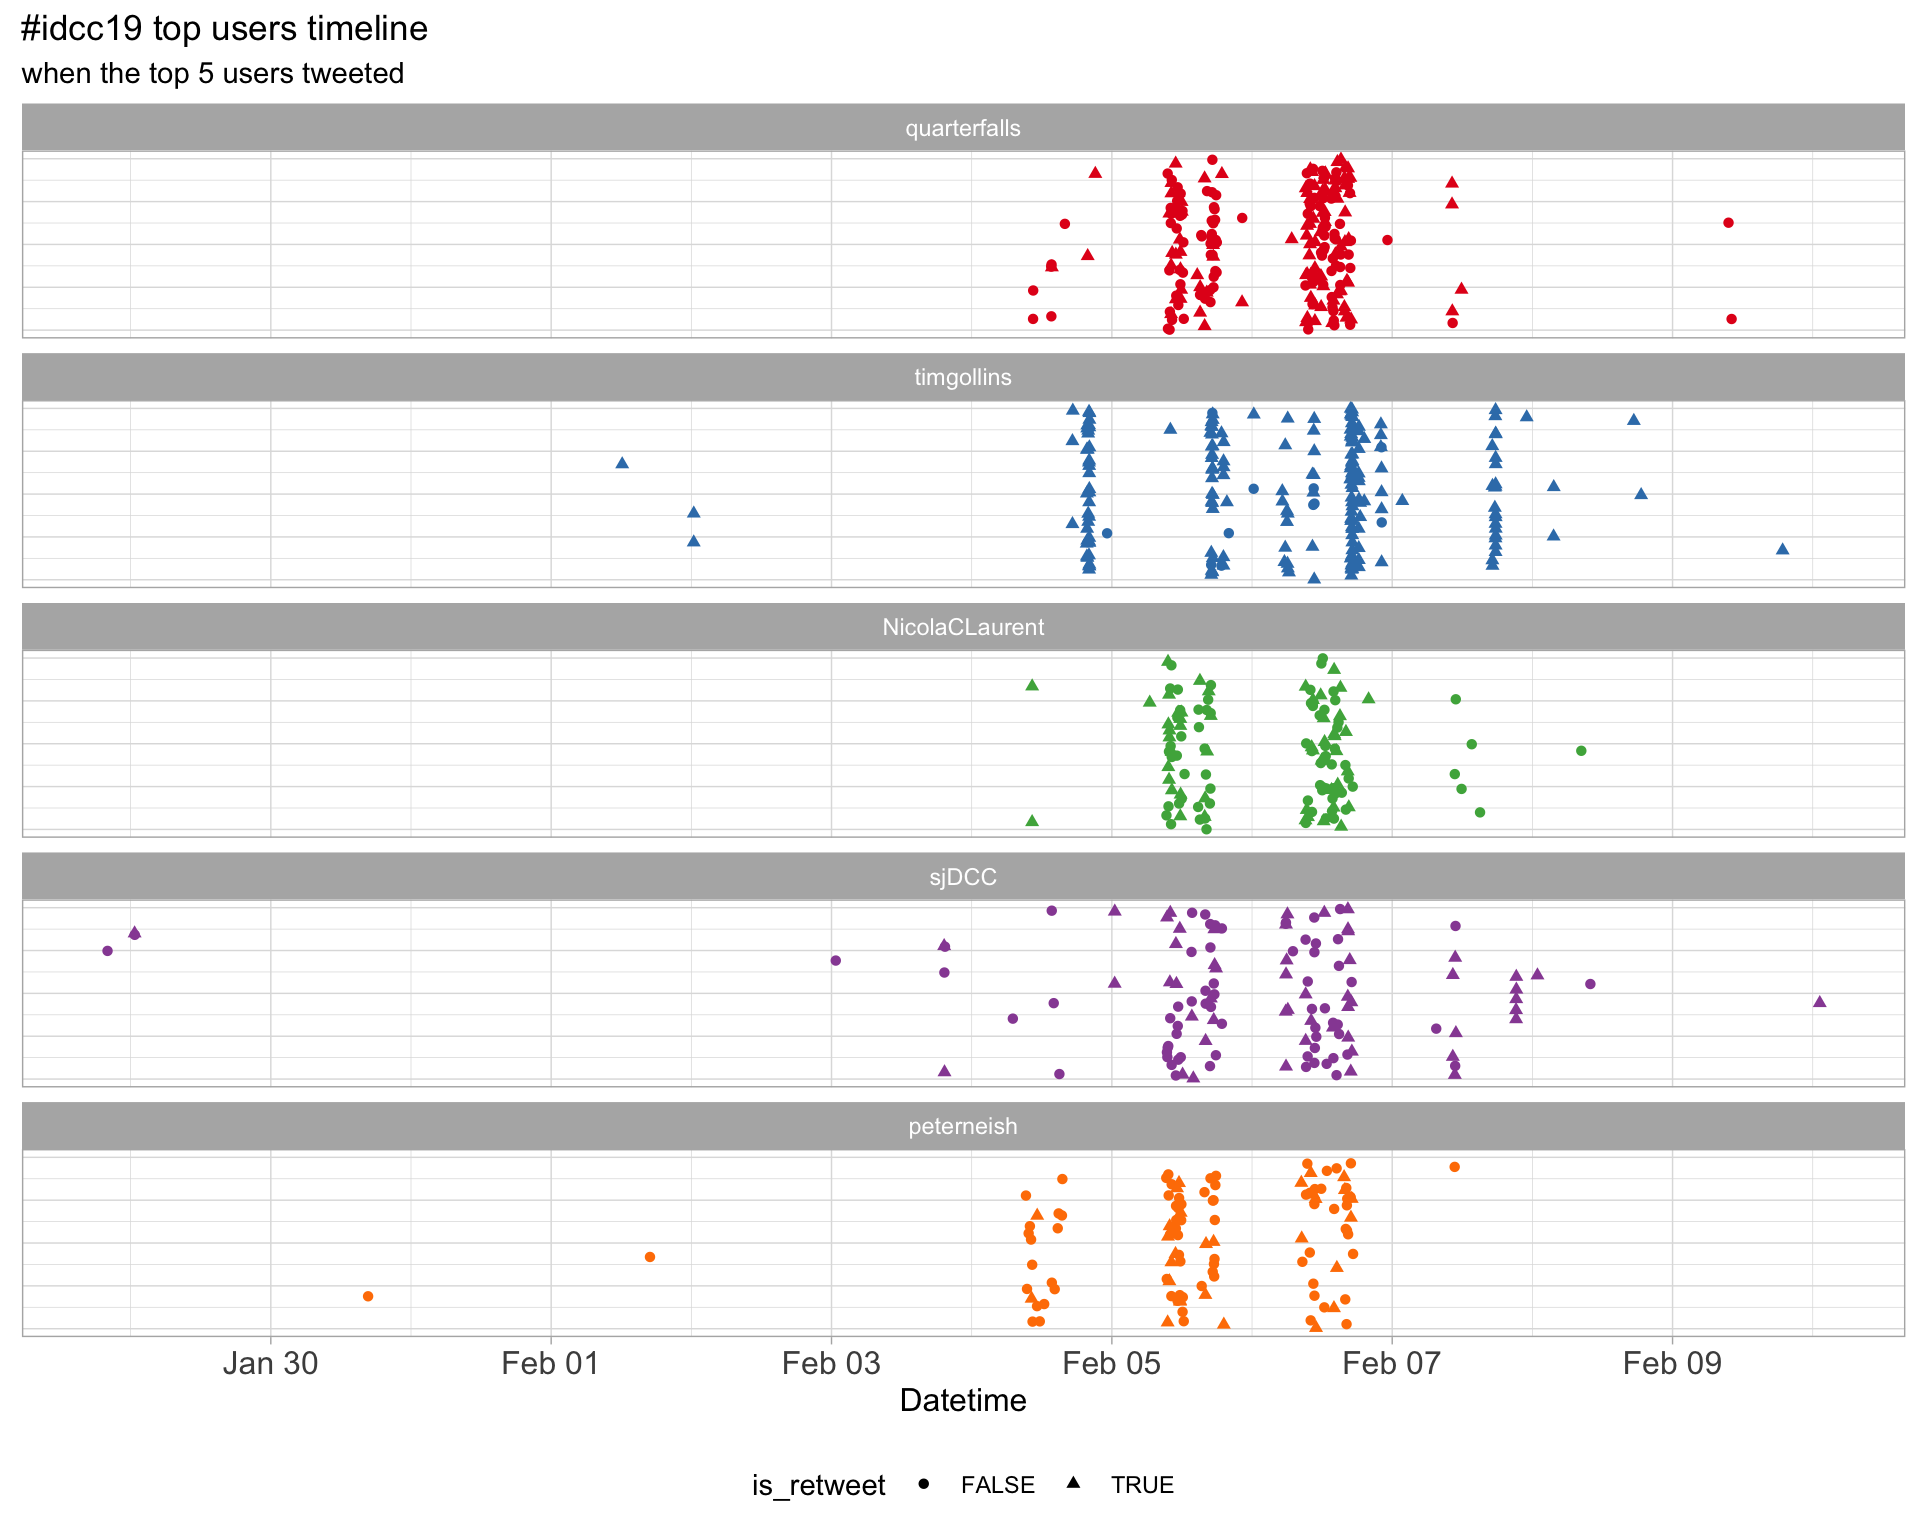 #idcc19 top users timeline
when the top 5 users tweeted
quarterfalls
timgollins
NicolaCLaurent
sjDCC
peterneish
Jan 30 Feb 01 Feb 03 Feb 05 Feb 07 Feb 09
Datetime
is_retweet FALSE TRUE